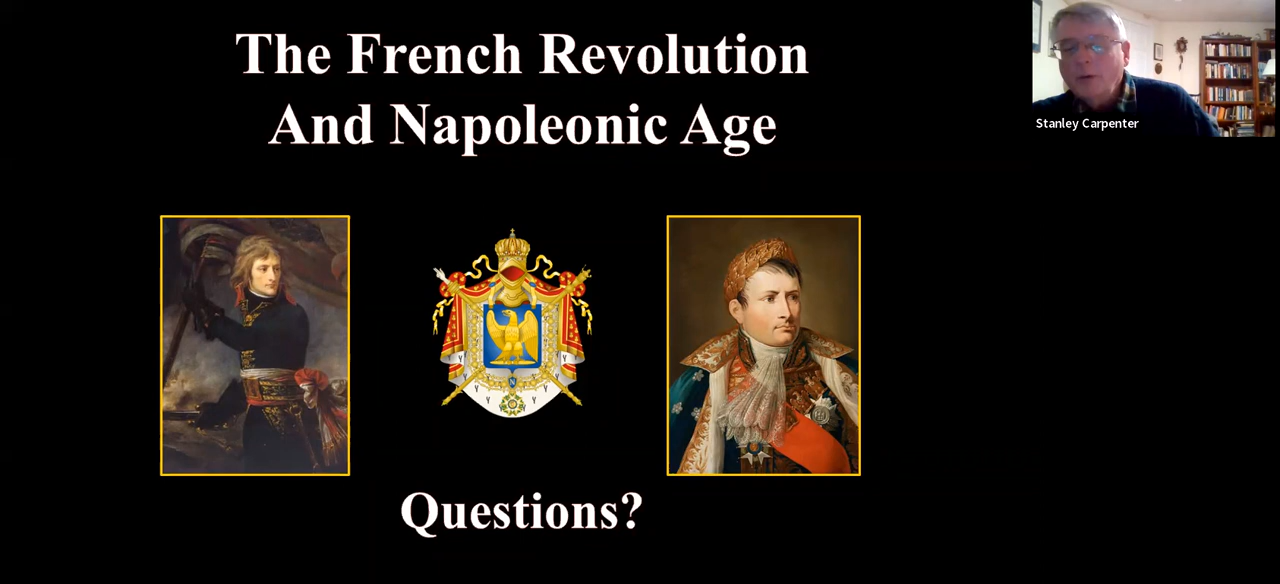 The French Revolution
And Napoleonic Age
Stanley Carpenter
Questions?